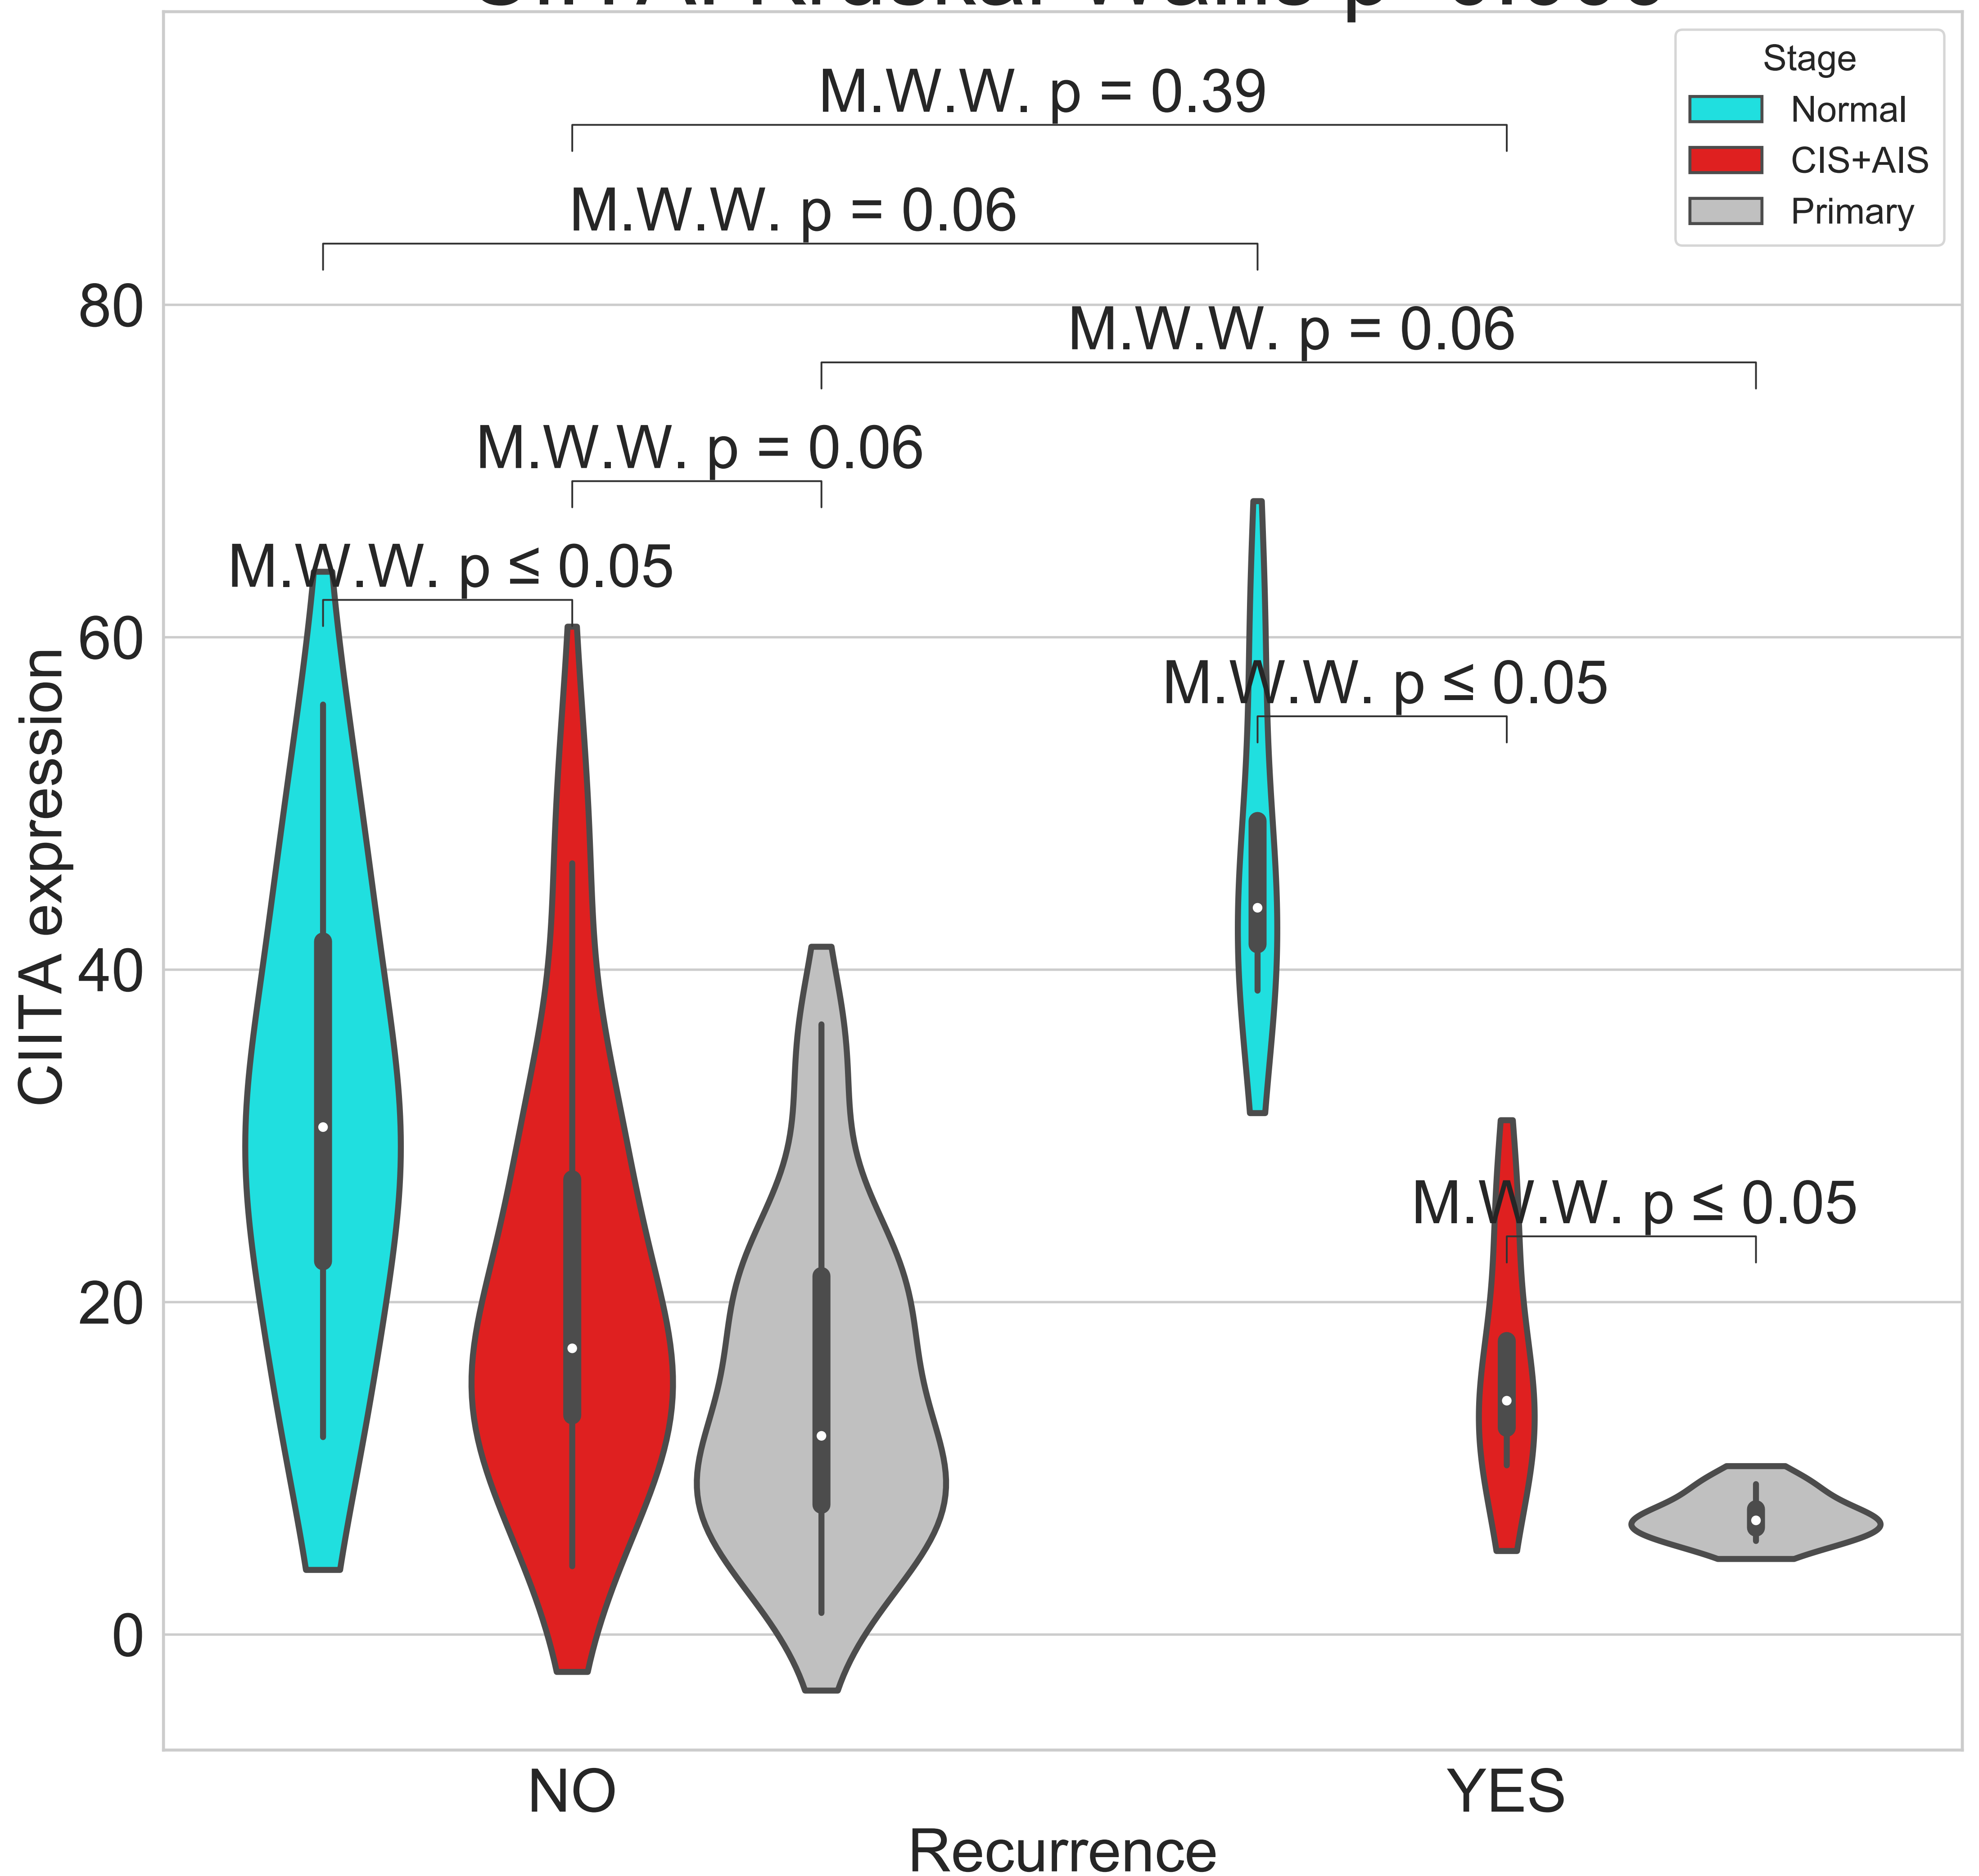 Stage
Normal
CIS+AIS
Primary
M.W.W. p = 0.39
M.W.W. p = 0.06
M.W.W. p = 0.06
M.W.W. p = 0.06
M.W.W. p ≤ 0.05
M.W.W. p ≤ 0.05
M.W.W. p ≤ 0.05
CIITA expression
80
60
40
20
0
NO
YES
Recurrence